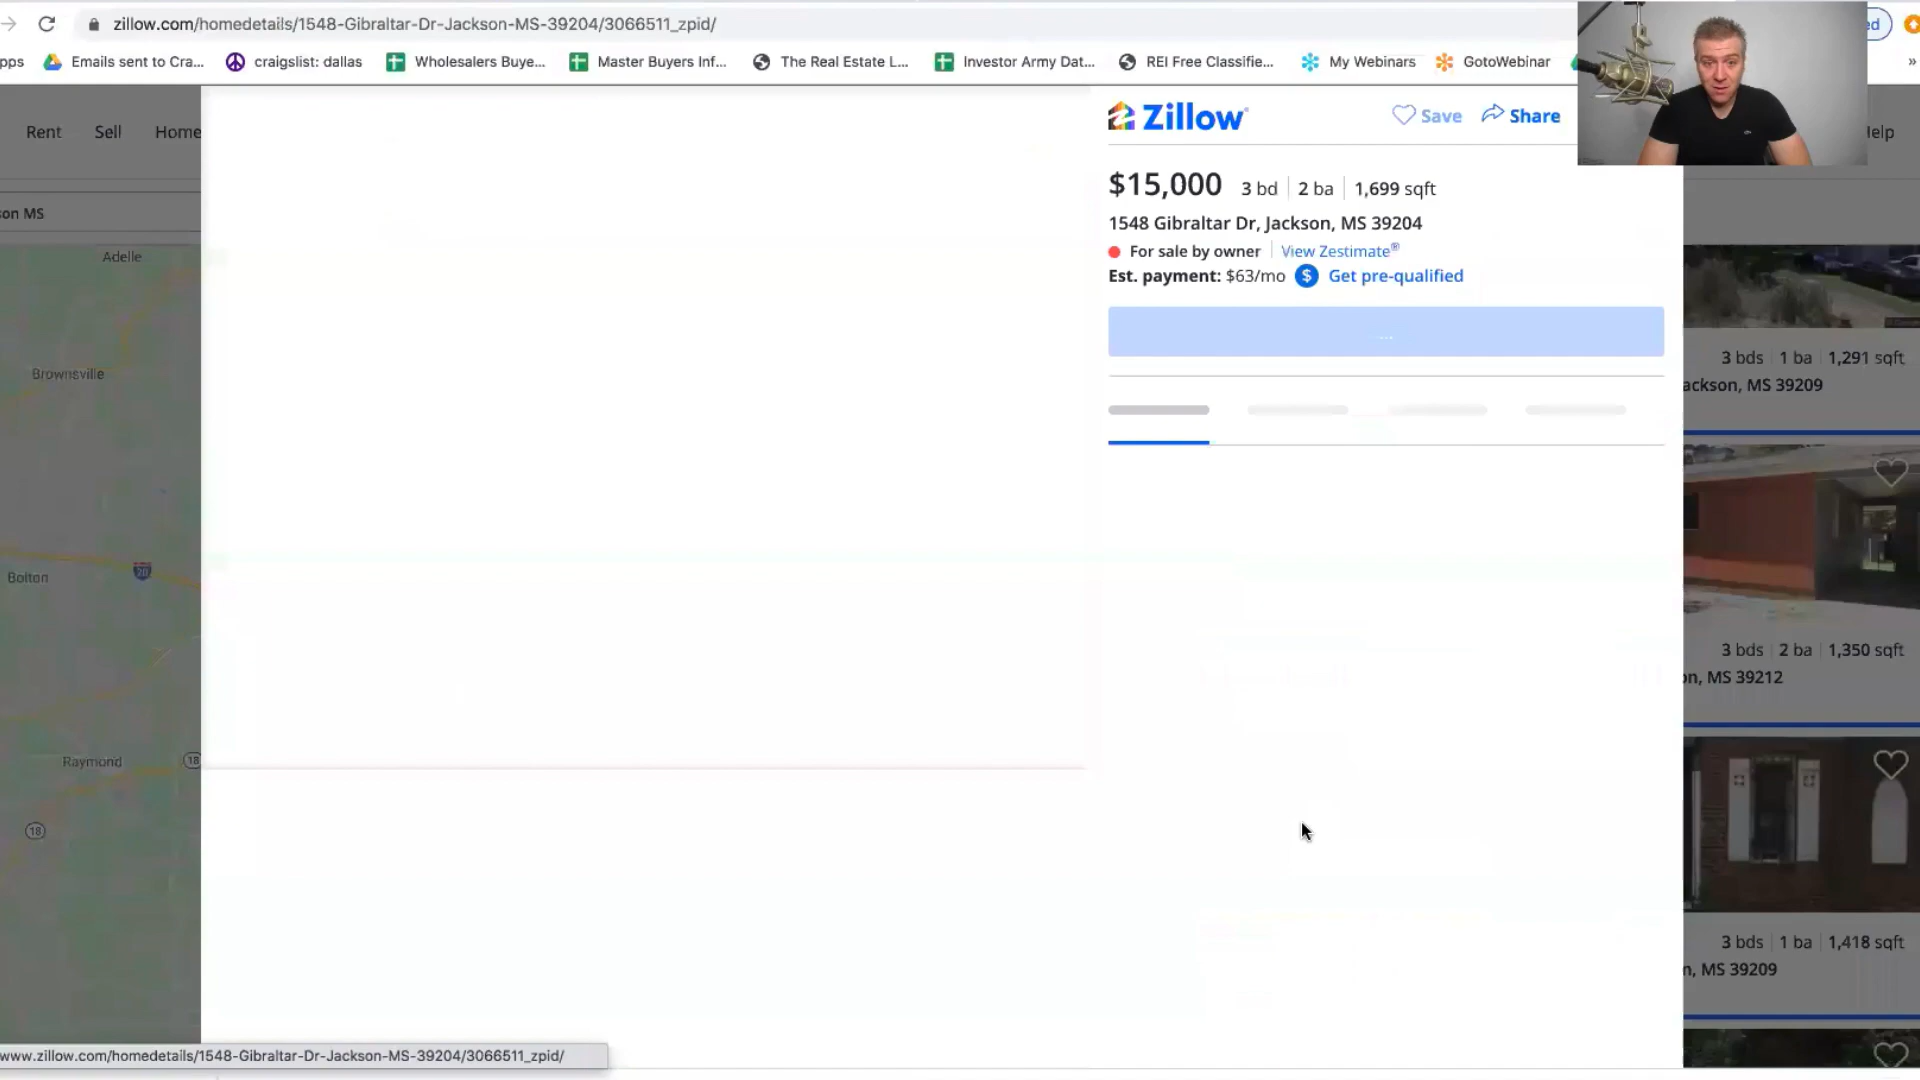 zillow.com/homedetails/1548-Gibraltar-Dr-Jackson-MS-39204/3066511_zpid/
pps
Emails sent to Cra...
craigslist: dallas
Wholesalers Buye...
Master Buyers Inf...
The Real Estate L...
Investor Army Dat...
REI Free Classifie...
My Webinars
GotoWebinar
»
Rent
Sell
Home
Zillow
Save
Share
elp
$15,000 3 bd 2 ba 1,699 sqft
1548 Gibraltar Dr, Jackson, MS 39204
For sale by owner View Zestimate®
Est. payment: $63/mo $ Get pre-qualified
...
on MS
Adelle
Brownsville
Bolton
20
Raymond
18
18
3 bds 1 ba 1,291 sqft
ackson, MS 39209
3 bds 2 ba 1,350 sqft
on, MS 39212
3 bds 1 ba 1,418 sqft
n, MS 39209
www.zillow.com/homedetails/1548-Gibraltar-Dr-Jackson-MS-39204/3066511_zpid/